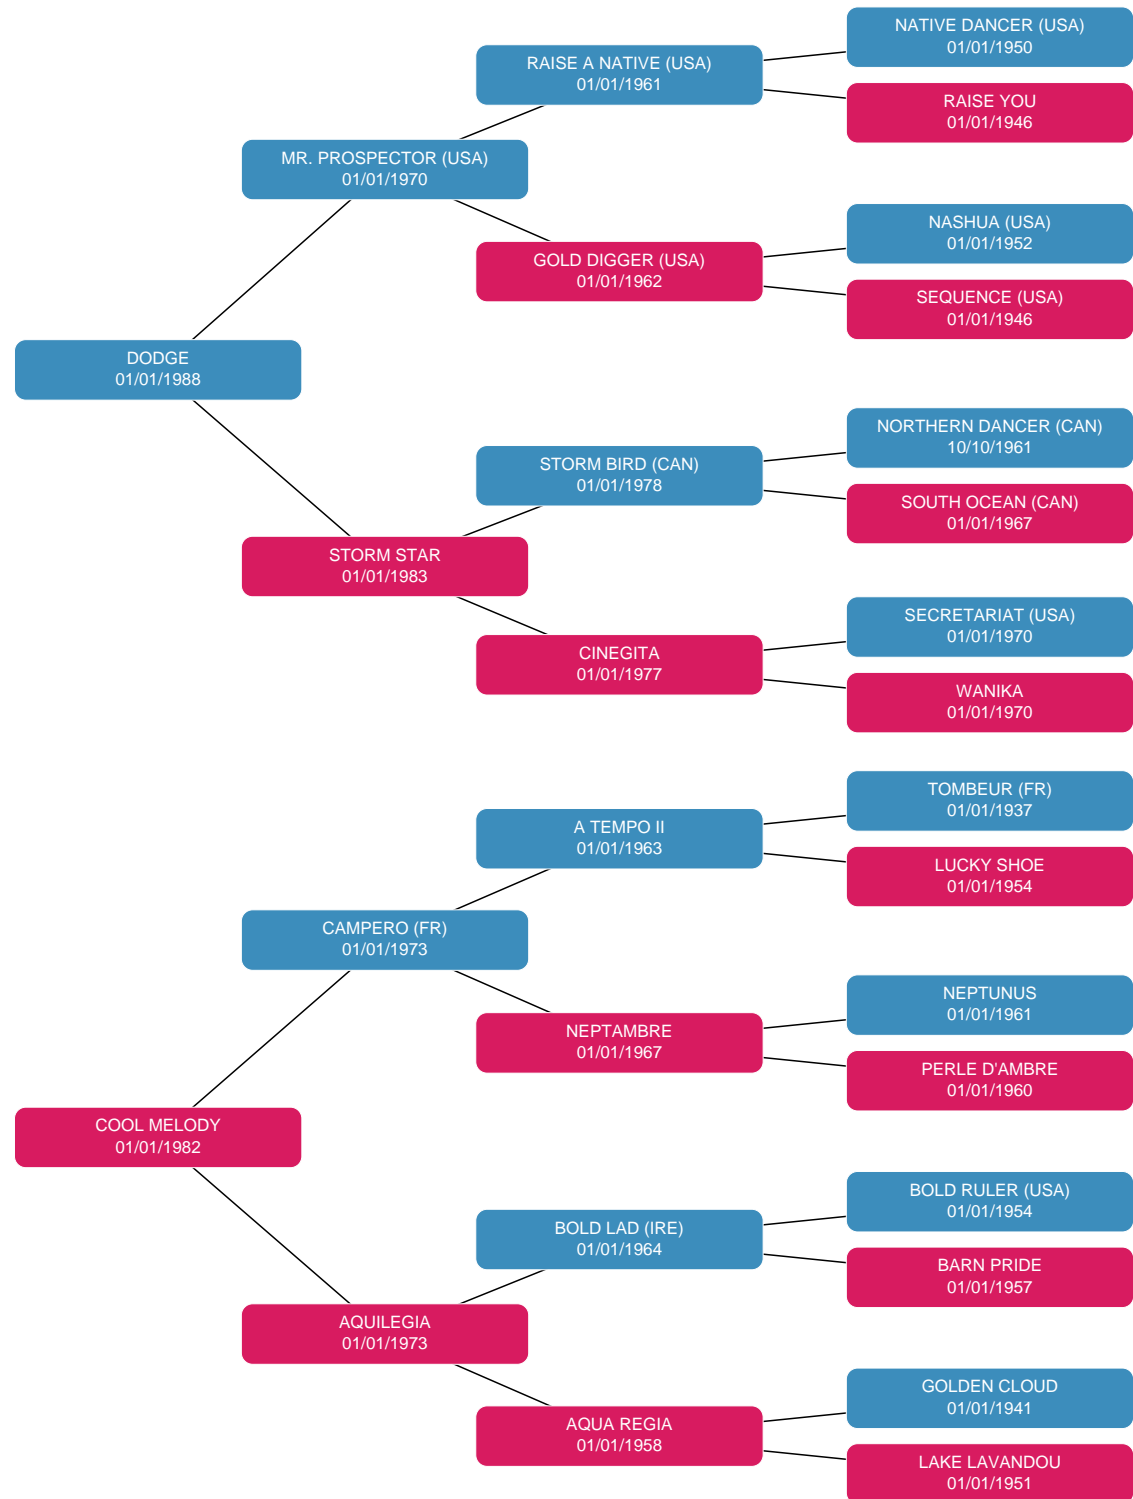 NATIVE DANCER (USA)
01/01/1950
RAISE A NATIVE (USA)
01/01/1961
RAISE YOU
01/01/1946
MR. PROSPECTOR (USA)
01/01/1970
NASHUA (USA)
01/01/1952
GOLD DIGGER (USA)
01/01/1962
SEQUENCE (USA)
01/01/1946
DODGE
01/01/1988
NORTHERN DANCER (CAN)
10/10/1961
STORM BIRD (CAN)
01/01/1978
SOUTH OCEAN (CAN)
01/01/1967
STORM STAR
01/01/1983
SECRETARIAT (USA)
01/01/1970
CINEGITA
01/01/1977
WANIKA
01/01/1970
TOMBEUR (FR)
01/01/1937
A TEMPO II
01/01/1963
LUCKY SHOE
01/01/1954
CAMPERO (FR)
01/01/1973
NEPTUNUS
01/01/1961
NEPTAMBRE
01/01/1967
PERLE D'AMBRE
01/01/1960
COOL MELODY
01/01/1982
BOLD RULER (USA)
01/01/1954
BOLD LAD (IRE)
01/01/1964
BARN PRIDE
01/01/1957
AQUILEGIA
01/01/1973
GOLDEN CLOUD
01/01/1941
AQUA REGIA
01/01/1958
LAKE LAVANDOU
01/01/1951